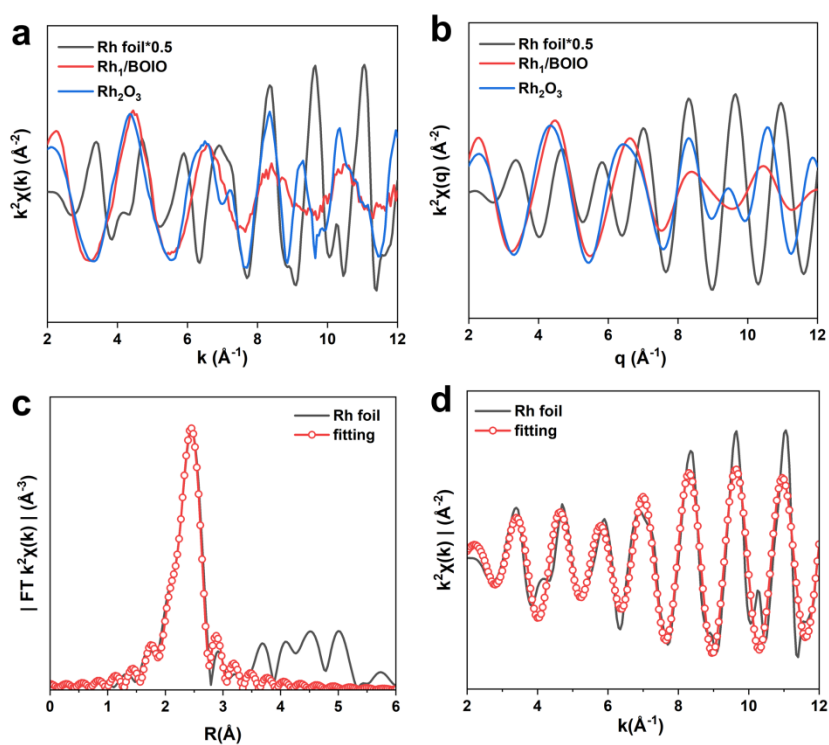 a
Rh foil*0.5
Rh₁/BOIO
Rh₂O₃
k²χ(k) (Å⁻²)
2 4 6 8 10 12
k (Å⁻¹)
b
Rh foil*0.5
Rh₁/BOIO
Rh₂O₃
k²χ(q) (Å⁻²)
2 4 6 8 10 12
q (Å⁻¹)
c
Rh foil
fitting
| FT k²χ(k) | (Å⁻³)
0 1 2 3 4 5 6
R(Å)
d
Rh foil
fitting
k²χ(k) | (Å⁻²)
2 4 6 8 10 12
k(Å⁻¹)